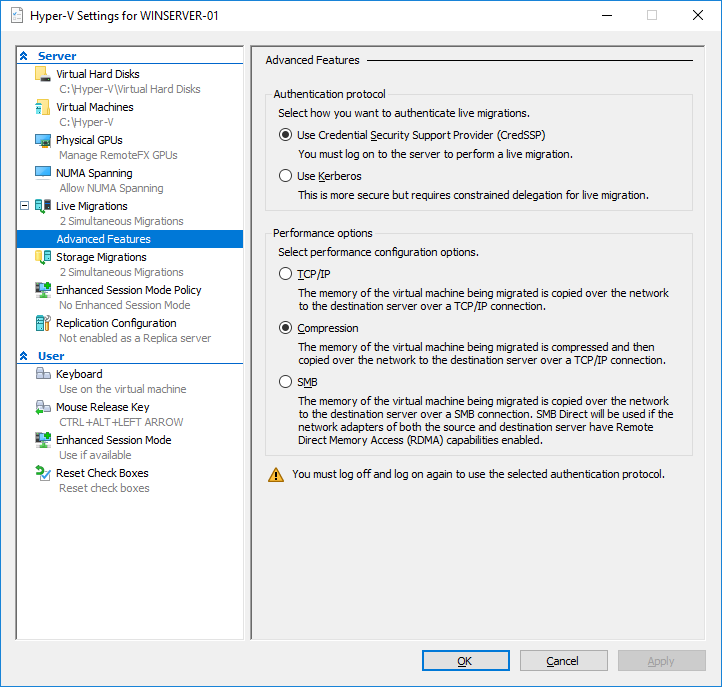 Hyper-V Settings for WINSERVER-01
Server
Virtual Hard Disks
C:\Hyper-V\Virtual Hard Disks
Virtual Machines
C:\Hyper-V
Physical GPUs
Manage RemoteFX GPUs
NUMA Spanning
Allow NUMA Spanning
Live Migrations
2 Simultaneous Migrations
Advanced Features
Storage Migrations
2 Simultaneous Migrations
Enhanced Session Mode Policy
No Enhanced Session Mode
Replication Configuration
Not enabled as a Replica server
User
Keyboard
Use on the virtual machine
Mouse Release Key
CTRL+ALT+LEFT ARROW
Enhanced Session Mode
Use if available
Reset Check Boxes
Reset check boxes
Advanced Features
Authentication protocol
Select how you want to authenticate live migrations.
Use Credential Security Support Provider (CredSSP)
You must log on to the server to perform a live migration.
Use Kerberos
This is more secure but requires constrained delegation for live migration.
Performance options
Select performance configuration options.
TCP/IP
The memory of the virtual machine being migrated is copied over the network
to the destination server over a TCP/IP connection.
Compression
The memory of the virtual machine being migrated is compressed and then
copied over the network to the destination server over a TCP/IP connection.
SMB
The memory of the virtual machine being migrated is copied over the network
to the destination server over a SMB connection. SMB Direct will be used if the
network adapters of both the source and destination server have Remote
Direct Memory Access (RDMA) capabilities enabled.
You must log off and log on again to use the selected authentication protocol.
OK
Cancel
Apply